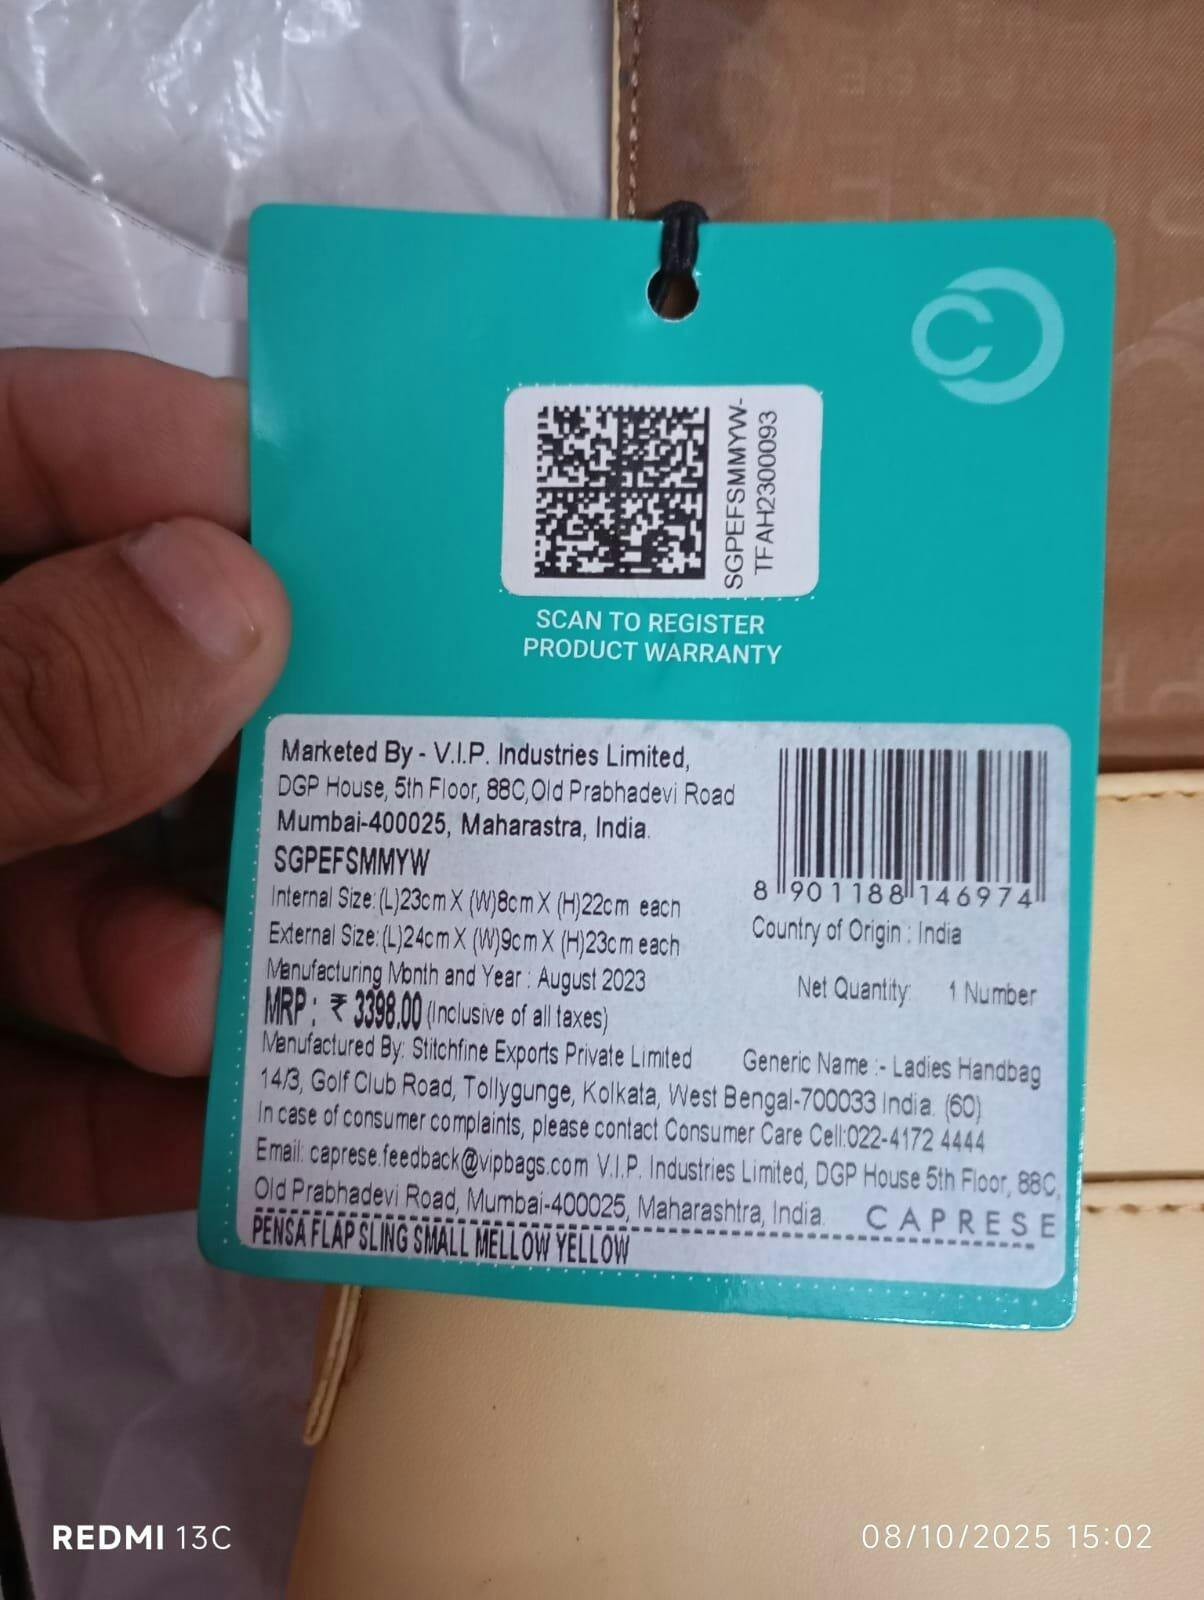 SGPEFSMMYW-
TFAH2300093
SCAN TO REGISTER
PRODUCT WARRANTY
Marketed By - V.I.P. Industries Limited,
DGP House, 5th Floor, 88C,Old Prabhadevi Road
Mumbai-400025, Maharastra, India.
SGPEFSMMYW
Internal Size:(L)23cm X (W)8cm X (H)22cm each
External Size:(L)24cm X (W)9cm X (H)23cm each
Manufacturing Month and Year : August 2023
MRP : ₹ 3398.00 (Inclusive of all taxes)
8 901188 146974
Country of Origin : India
Net Quantity: 1 Number
Manufactured By: Stitchfine Exports Private Limited
Generic Name :- Ladies Handbag
14/3, Golf Club Road, Tollygunge, Kolkata, West Bengal-700033 India. (60)
In case of consumer complaints, please contact Consumer Care Cell:022-4172 4444
Email: caprese.feedback@vipbags.com V.I.P. Industries Limited, DGP House 5th Floor, 88C,
Old Prabhadevi Road, Mumbai-400025, Maharashtra, India.
CAPRESE
PENSA FLAP SLING SMALL MELLOW YELLOW
REDMI 13C
08/10/2025 15:02